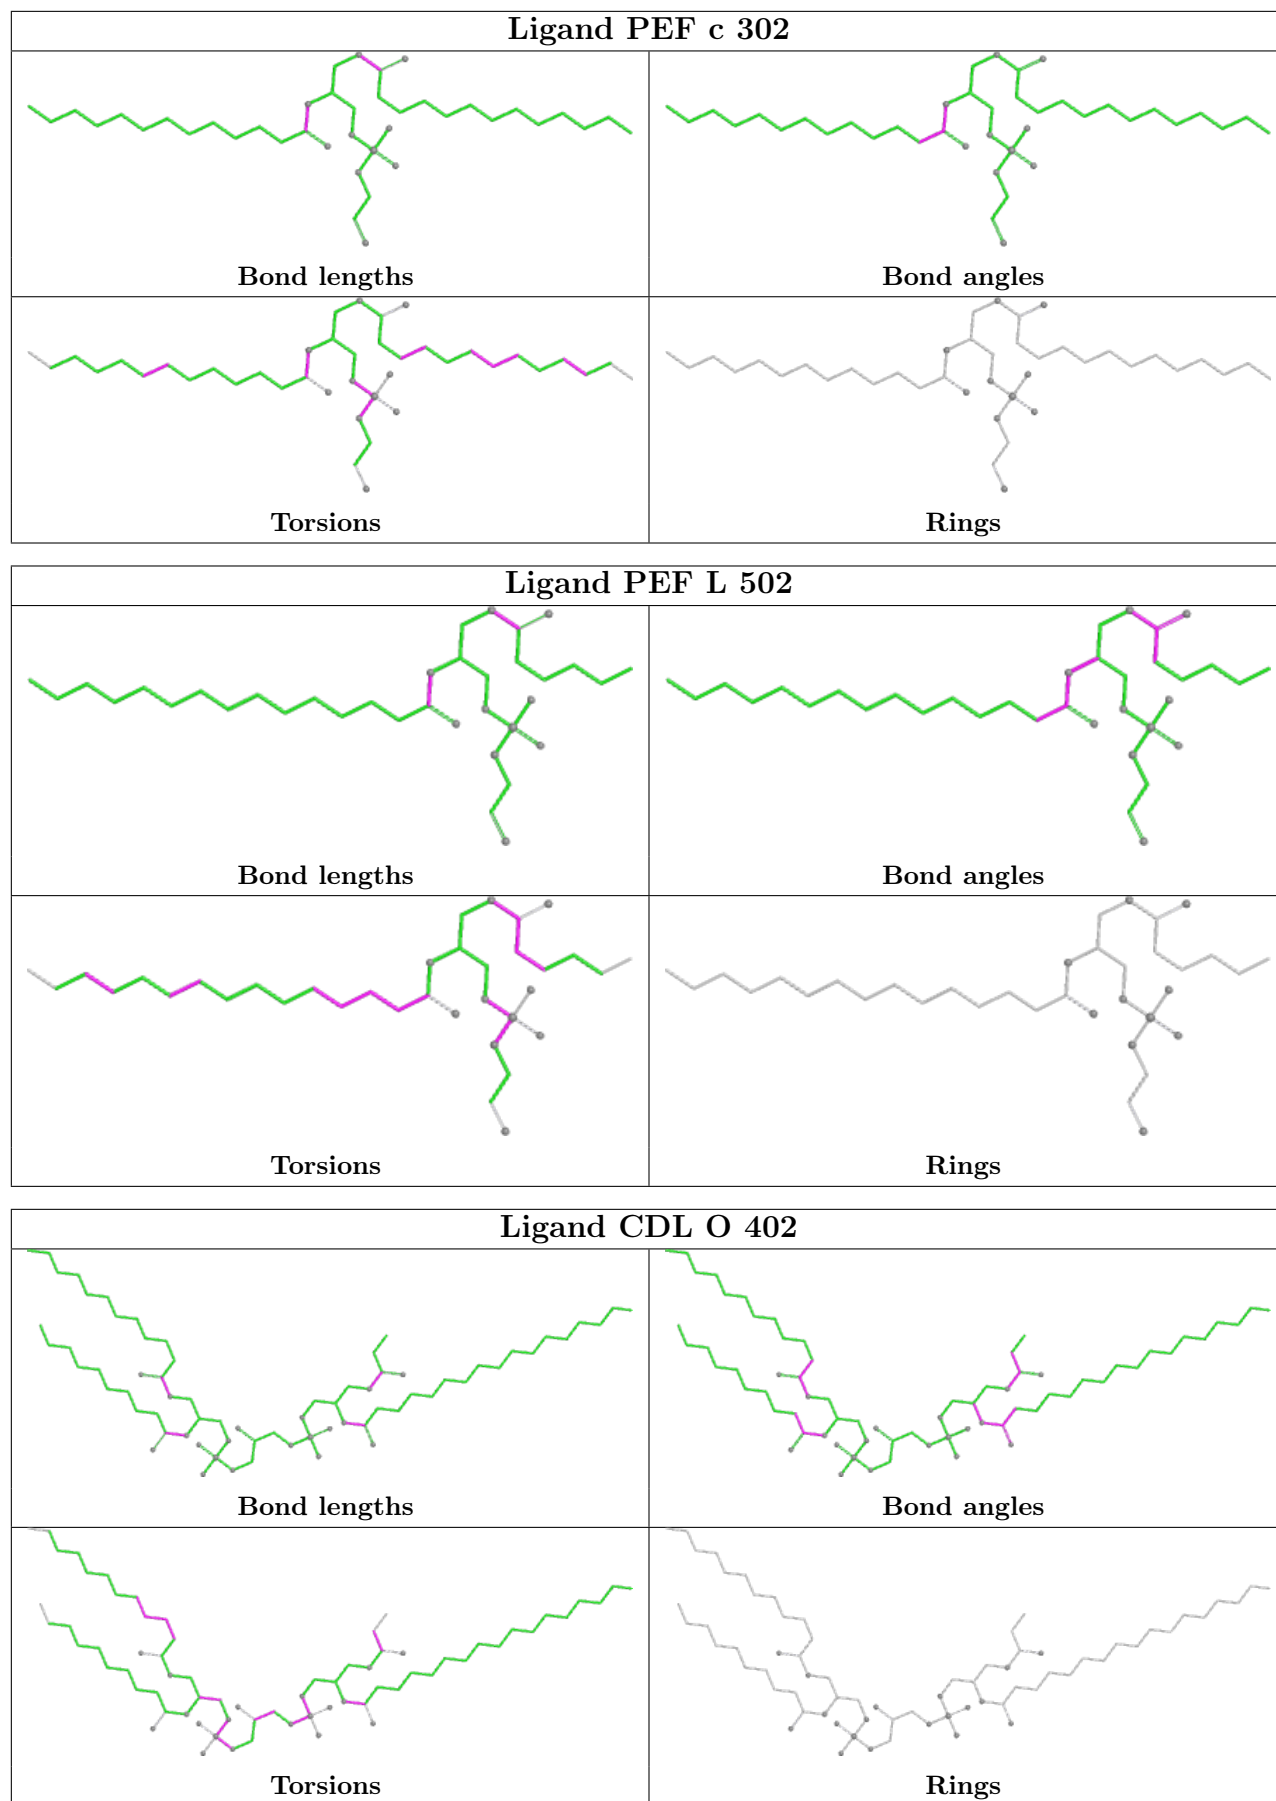 Ligand PEF c 302
Bond lengths
Bond angles
Torsions
Rings
Ligand PEF L 502
Bond lengths
Bond angles
Torsions
Rings
Ligand CDL O 402
Bond lengths
Bond angles
Torsions
Rings